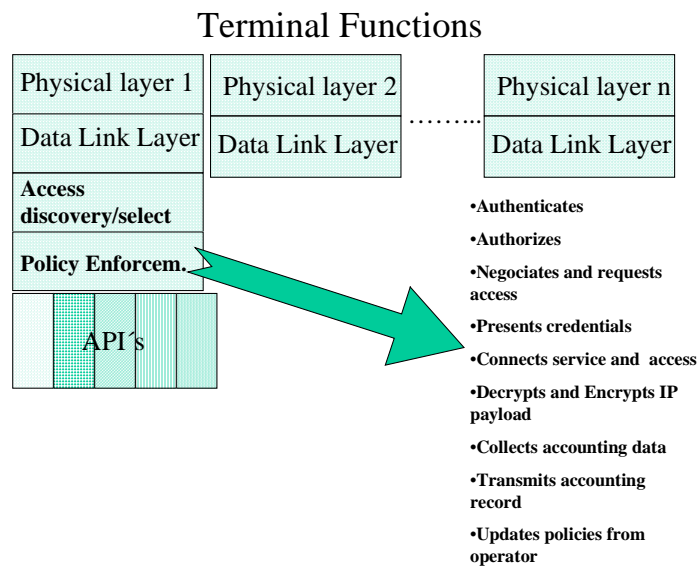 Terminal Functions
Physical layer 1
Data Link Layer
Access
discovery/select
Policy Enforcem.
API´s
Physical layer 2
Data Link Layer
……...
Physical layer n
Data Link Layer
•Authenticates
•Authorizes
•Negociates and requests
access
•Presents credentials
•Connects service and access
•Decrypts and Encrypts IP
payload
•Collects accounting data
•Transmits accounting
record
•Updates policies from
operator